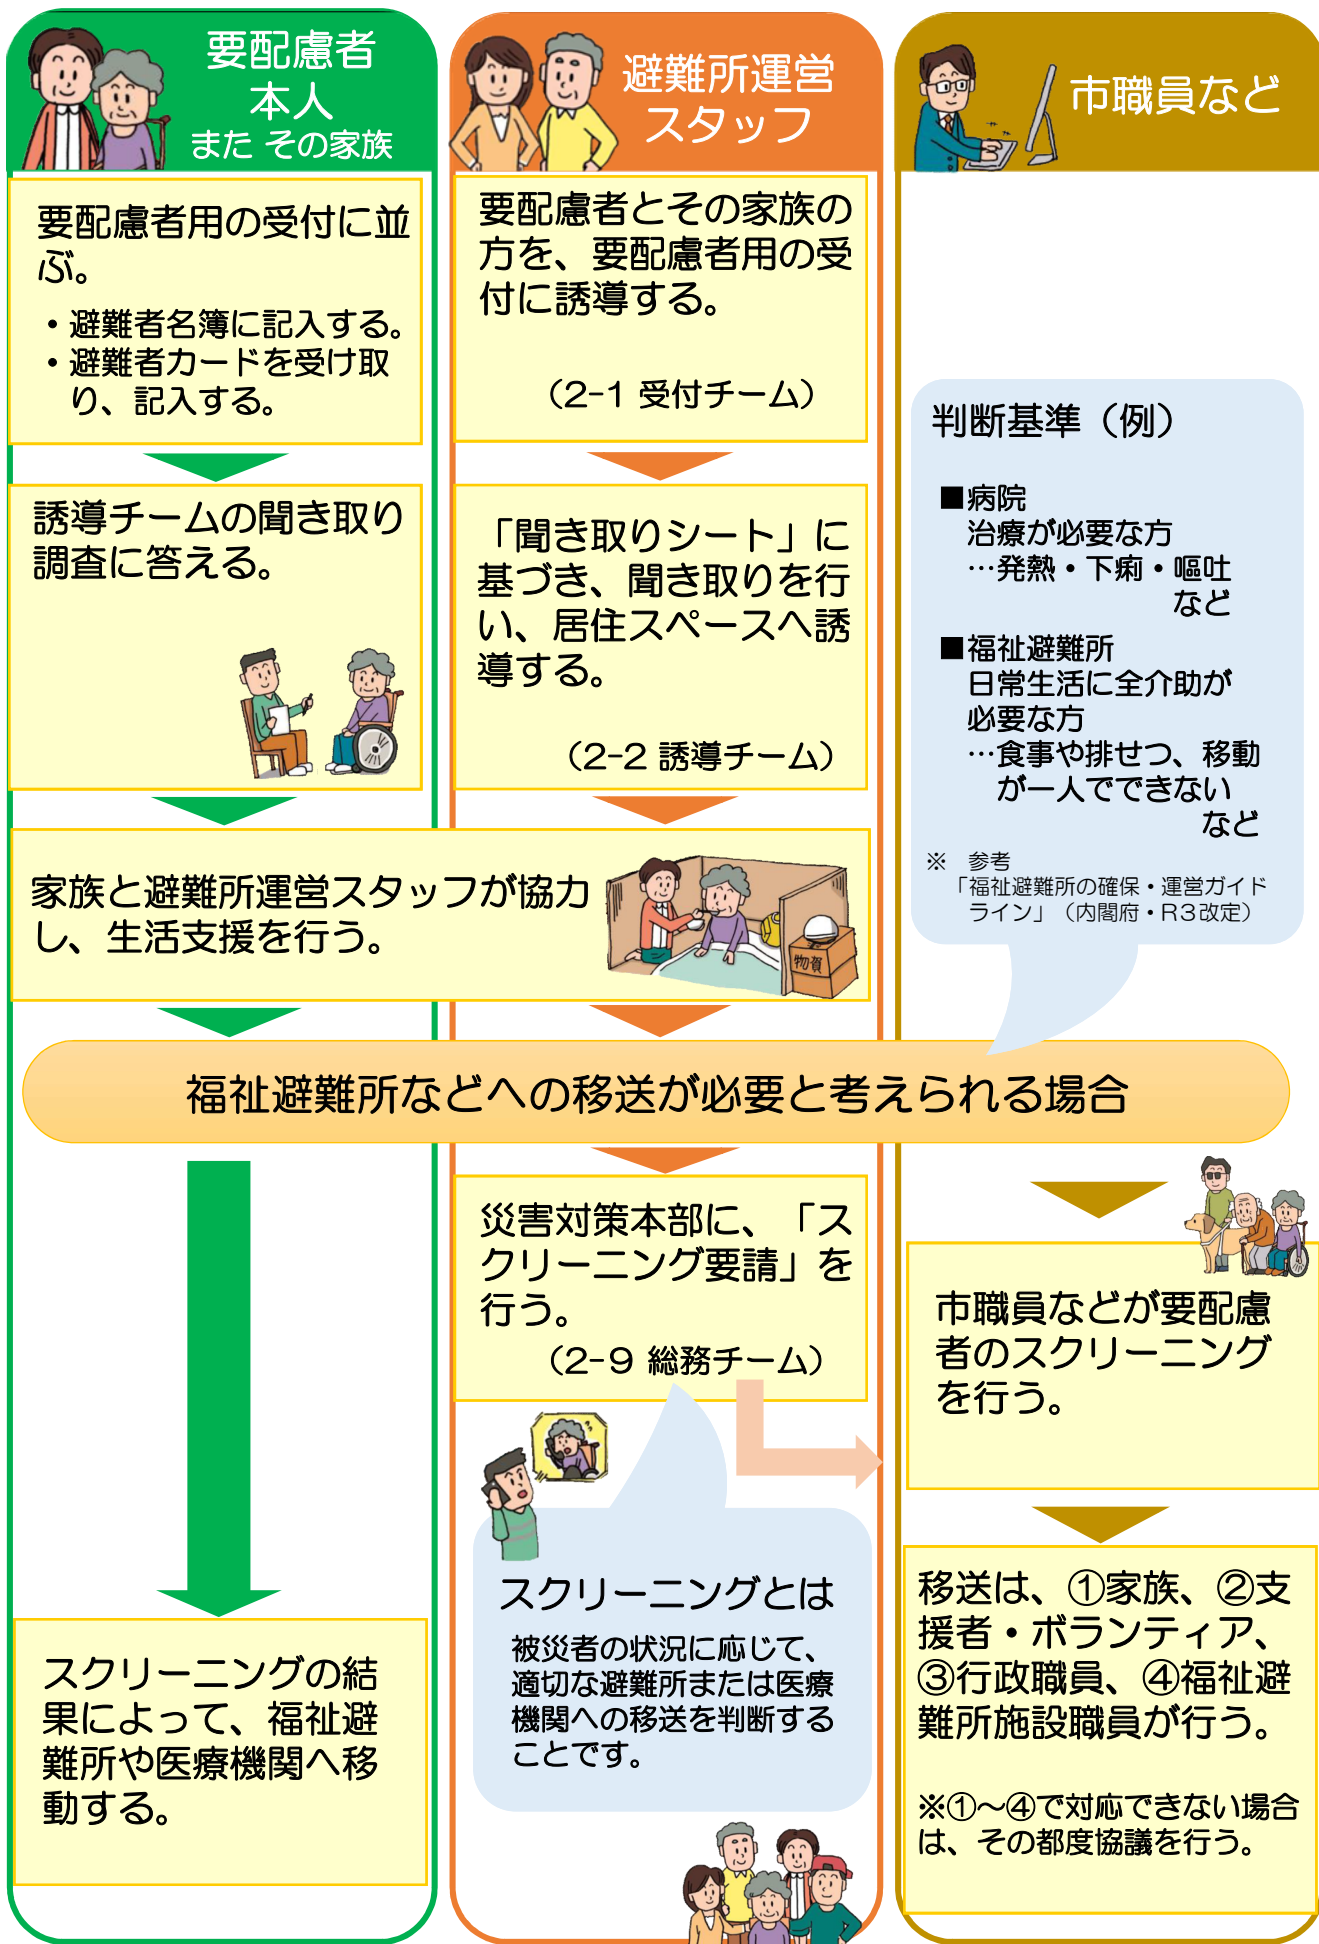 要配慮者
本人
また その家族
避難所運営
スタッフ
市職員など
要配慮者用の受付に並
ぶ。
・避難者名簿に記入する。
・避難者カードを受け取
り、記入する。
誘導チームの聞き取り
調査に答える。
要配慮者とその家族の
方を、要配慮者用の受
付に誘導する。
（2-1 受付チーム）
「聞き取りシート」に
基づき、聞き取りを行
い、居住スペースへ誘
導する。
（2-2 誘導チーム）
判断基準（例）
■病院
治療が必要な方
…発熱・下痢・嘔吐
など
■福祉避難所
日常生活に全介助が
必要な方
…食事や排せつ、移動
が一人でできない
など
※ 参考
「福祉避難所の確保・運営ガイド
ライン」（内閣府・R3改定）
家族と避難所運営スタッフが協力
し、生活支援を行う。
物資
福祉避難所などへの移送が必要と考えられる場合
災害対策本部に、「ス
クリーニング要請」を
行う。
（2-9 総務チーム）
市職員などが要配慮
者のスクリーニング
を行う。
スクリーニングとは
被災者の状況に応じて、
適切な避難所または医療
機関への移送を判断する
ことです。
スクリーニングの結
果によって、福祉避
難所や医療機関へ移
動する。
移送は、①家族、②支
援者・ボランティア、
③行政職員、④福祉避
難所施設職員が行う。
※①～④で対応できない場合
は、その都度協議を行う。